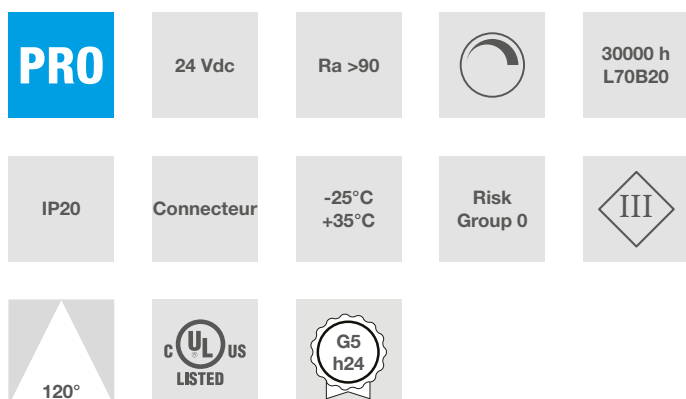 PRO
24 Vdc
Ra >90
30000 h
L70B20
IP20
Connecteur
-25°C
+35°C
Risk
Group 0
III
120°
C UL US
®
LISTED
G5
h24